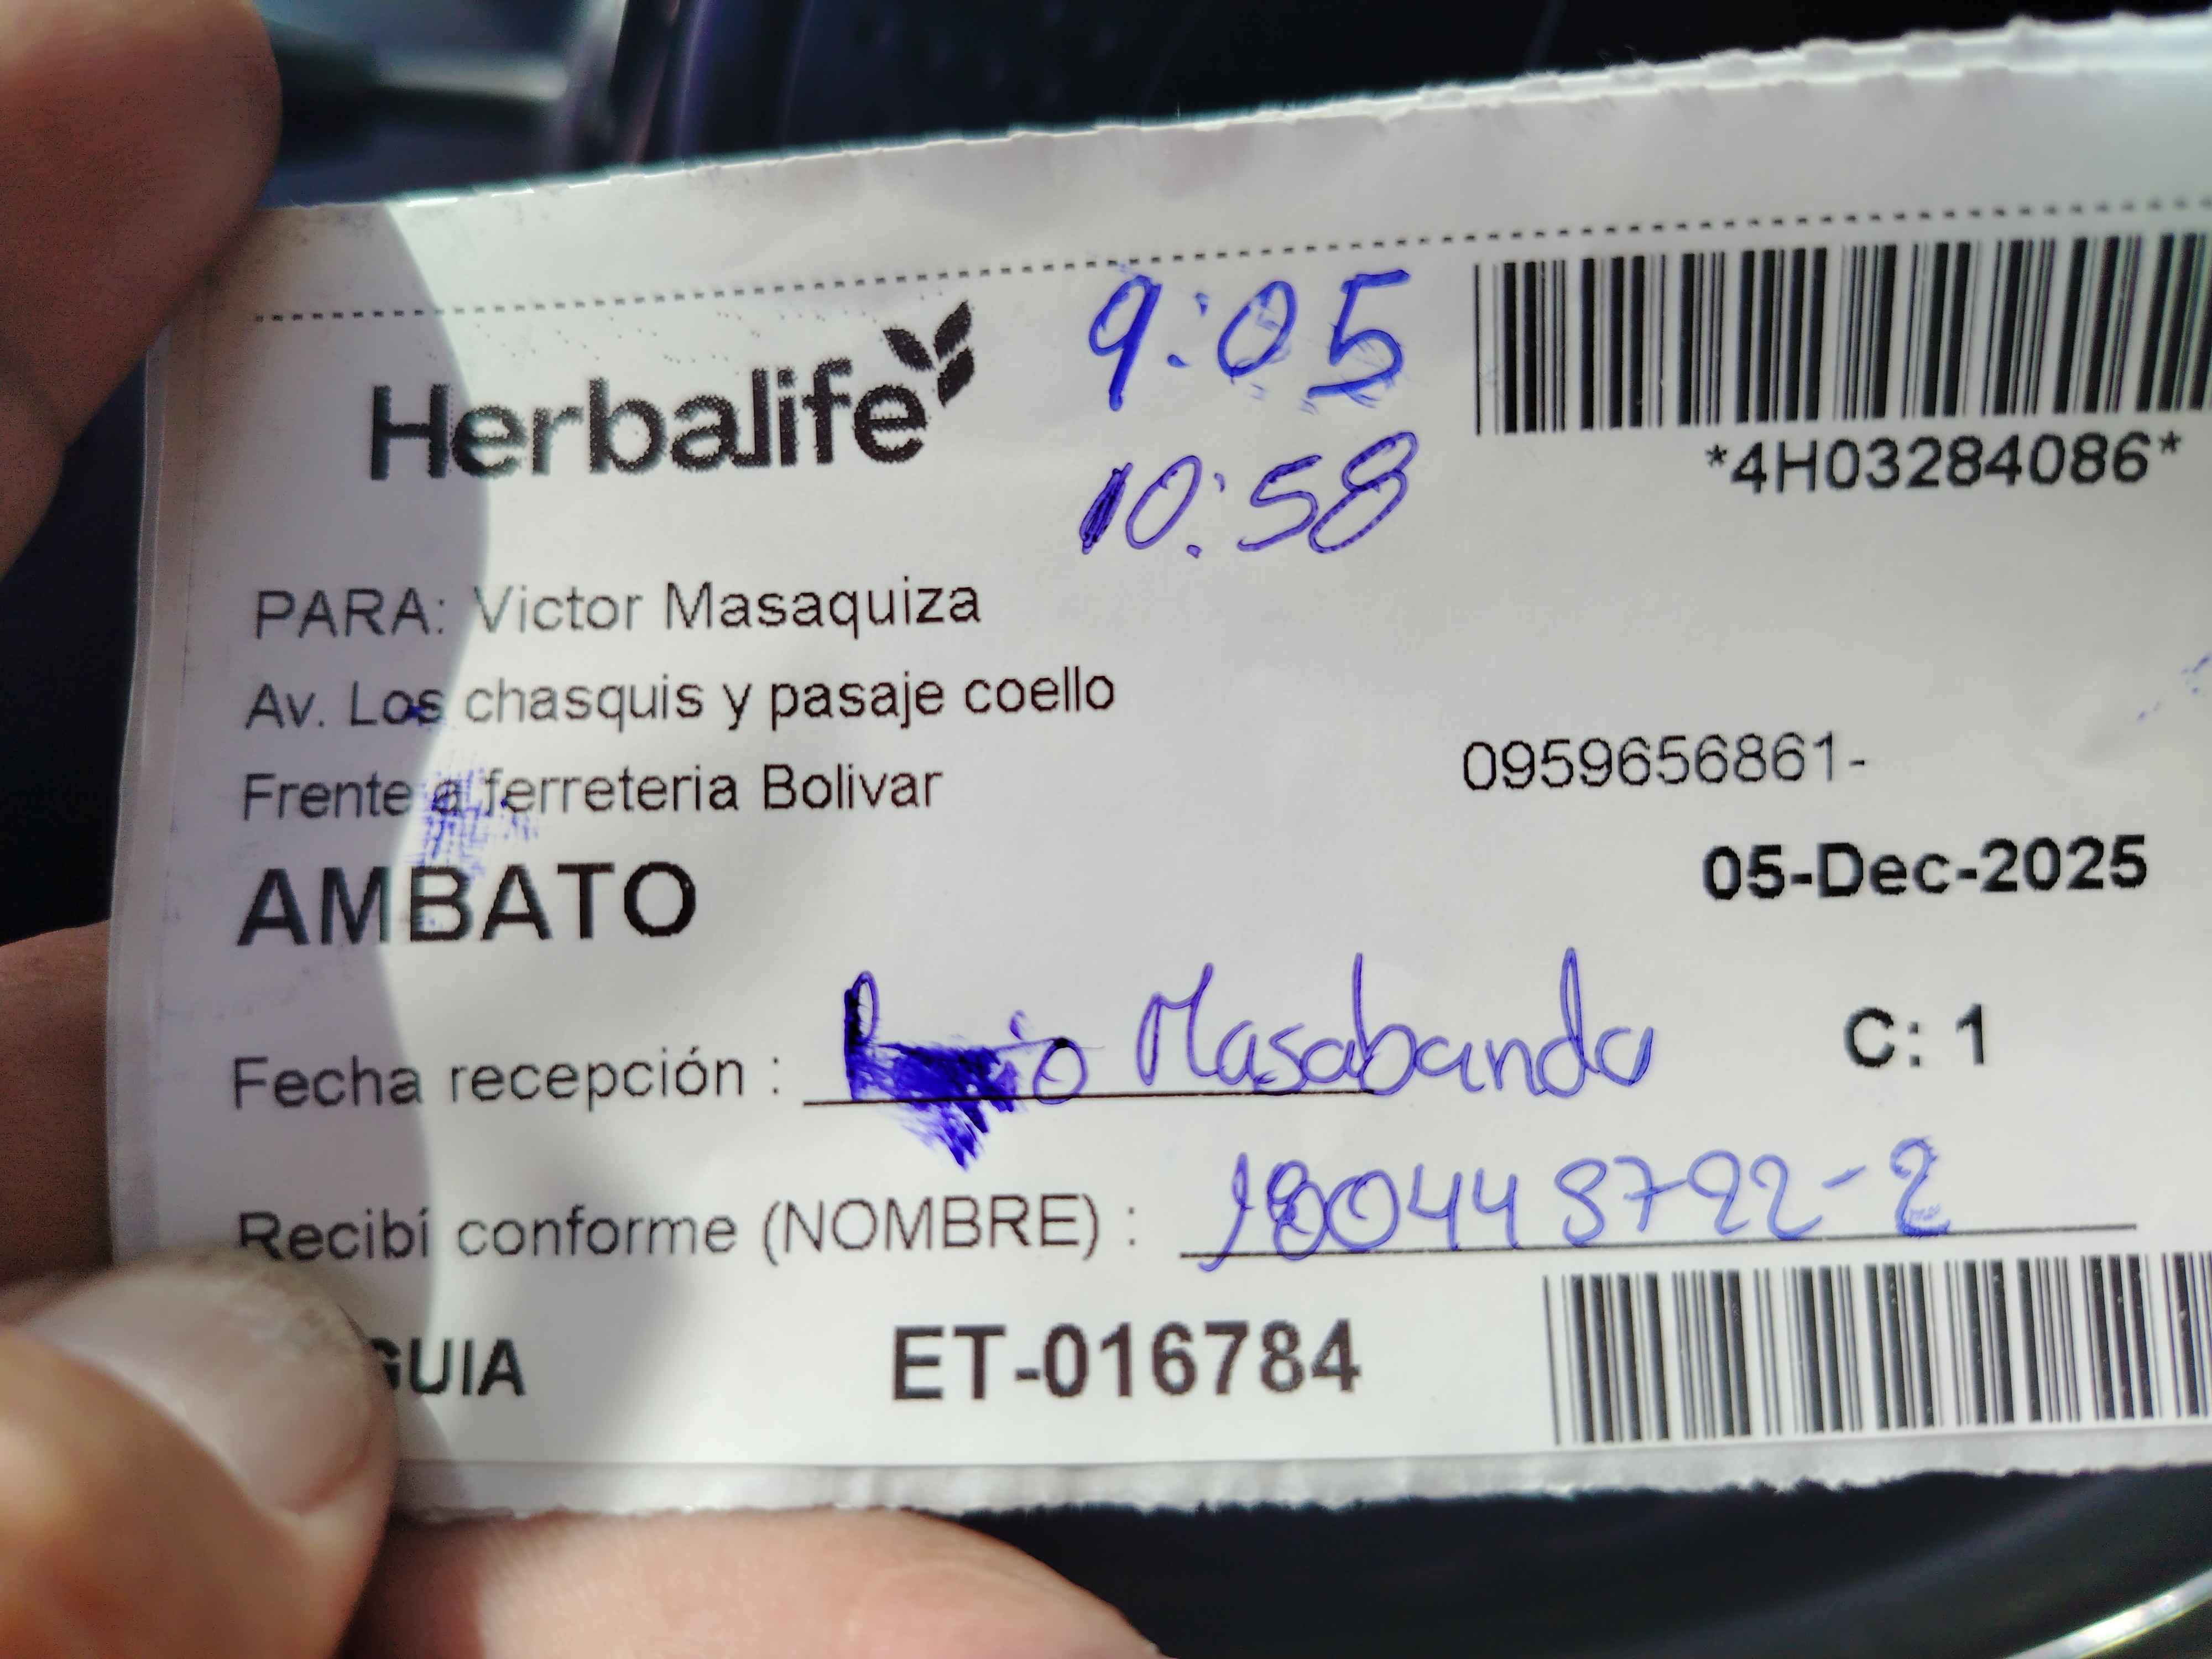 Herbalife
9:05
10:58
*4H03284086*
PARA: Victor Masaquiza
Av. Los chasquis y pasaje coello
Frente a ferreteria Bolivar
0959656861-
AMBATO
05-Dec-2025
Fecha recepción : Masabanda
C: 1
Recibí conforme (NOMBRE) : 180448722-2
GUIA ET-016784